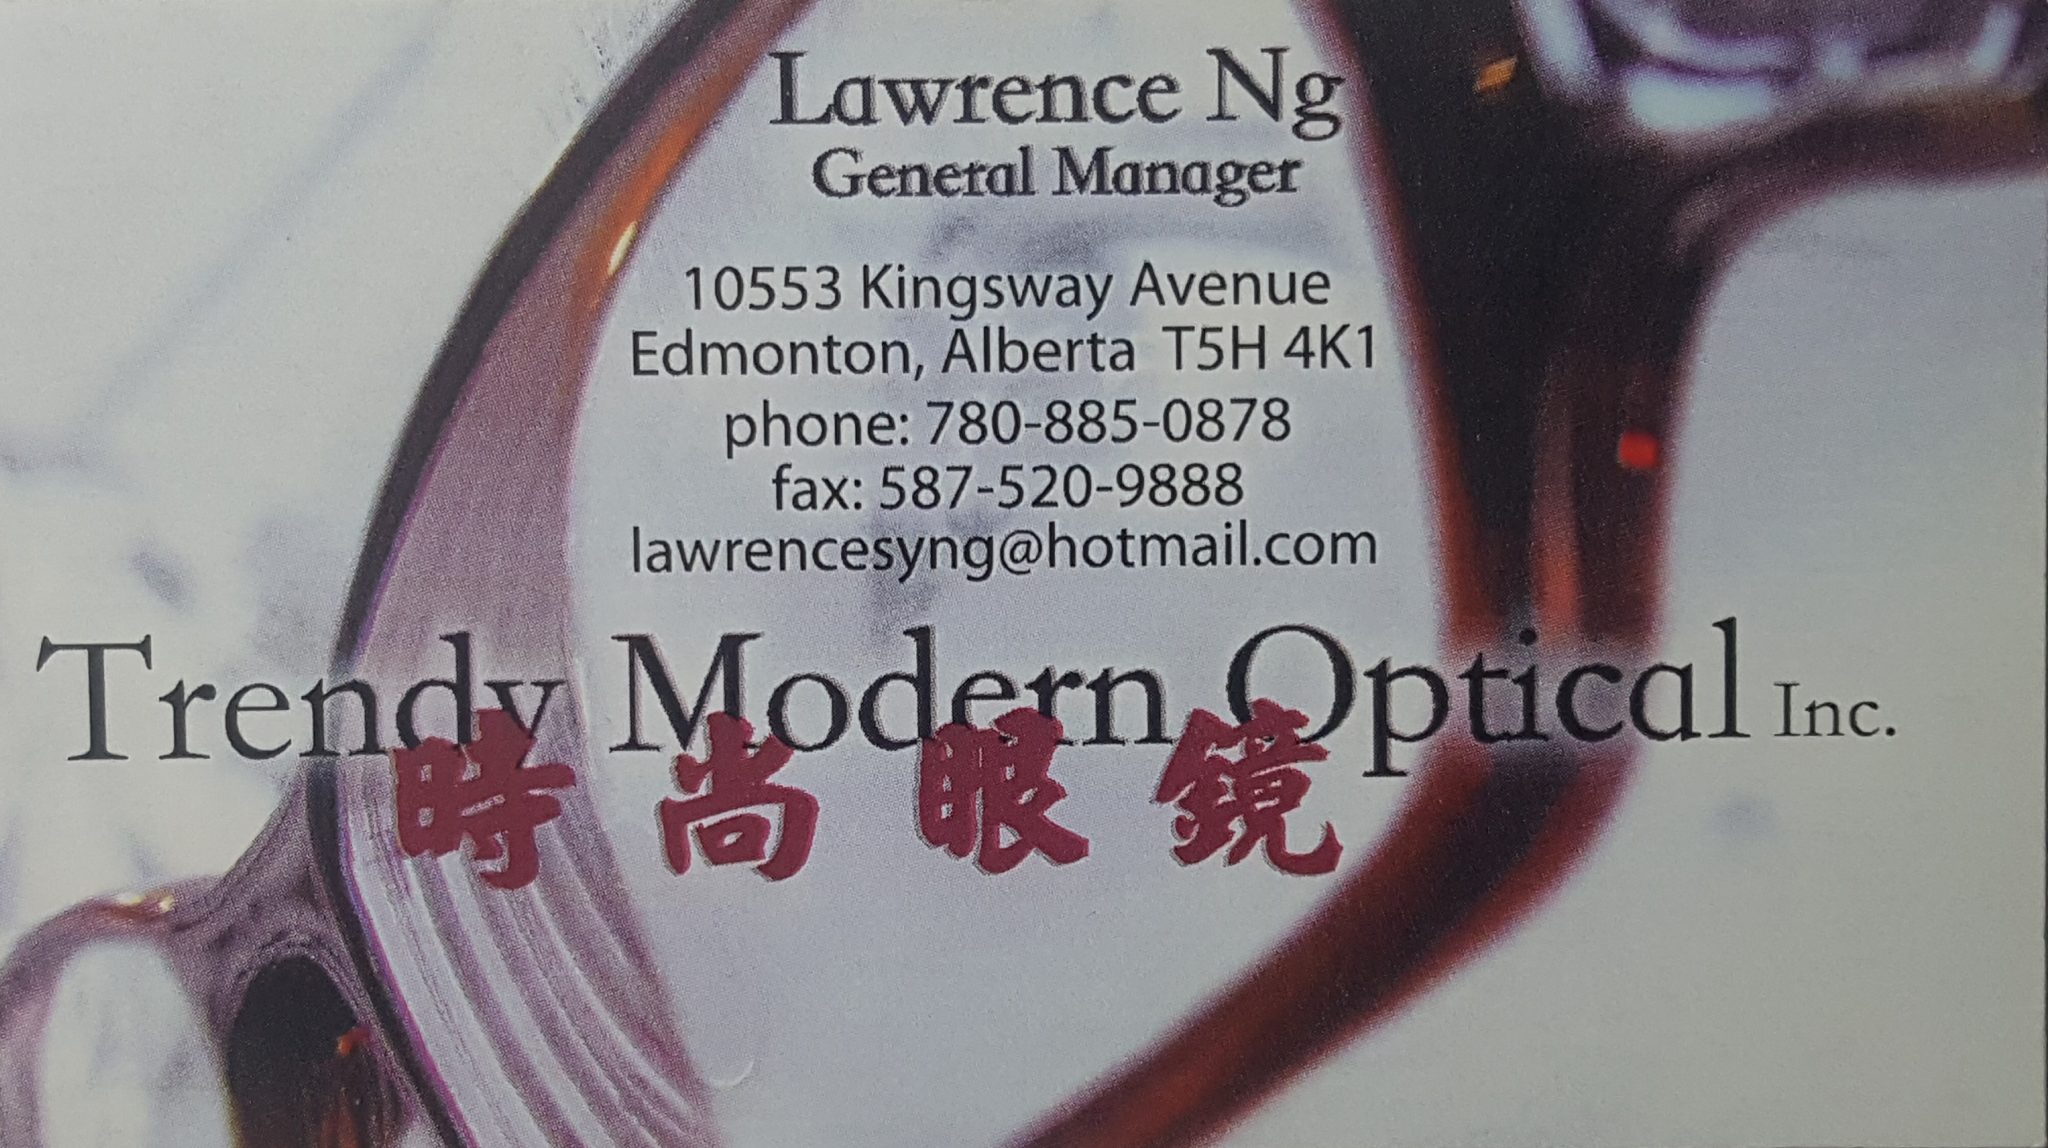 Lawrence Ng
General Manager
10553 Kingsway Avenue
Edmonton, Alberta T5H 4K1
phone: 780-885-0878
fax: 587-520-9888
lawrencesyng@hotmail.com
Trendy Modern Optical Inc.
時尚眼鏡